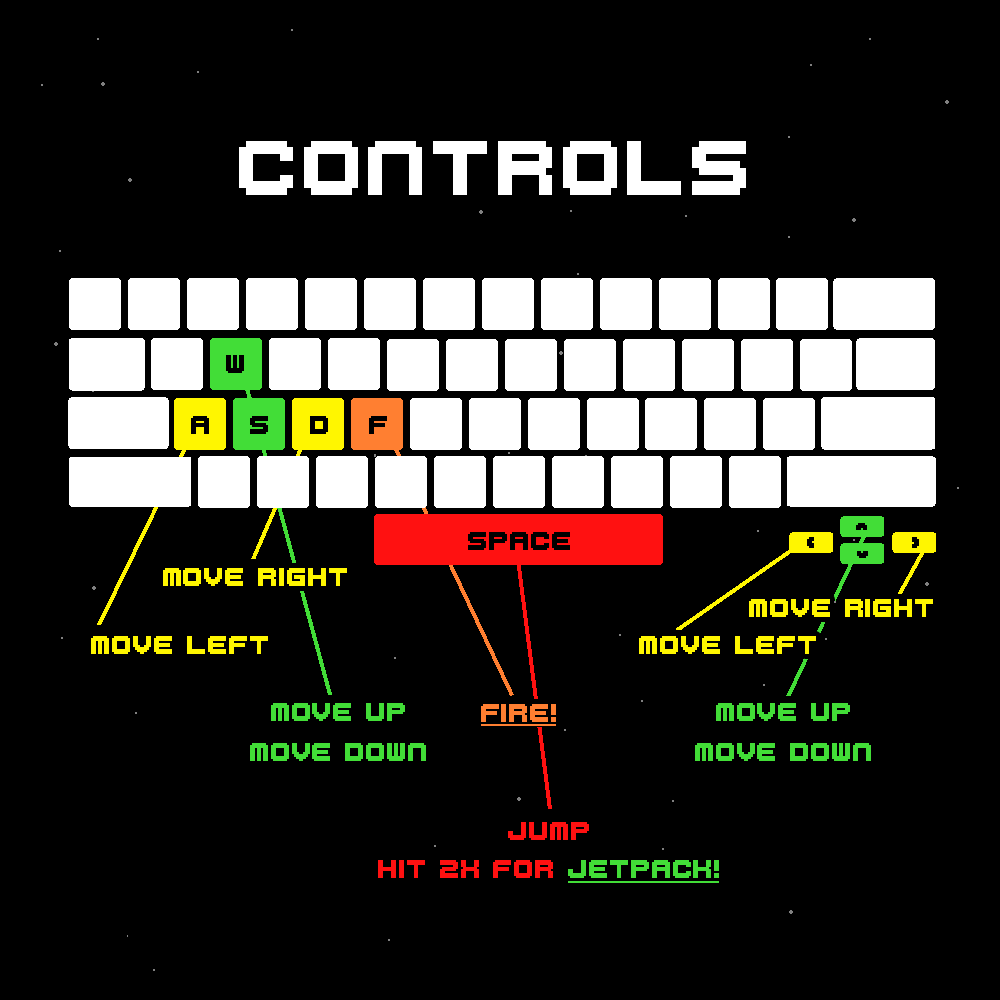 CONTROLS
W
A S D F
SPACE
MOVE RIGHT
MOVE RIGHT
MOVE LEFT
MOVE LEFT
MOVE UP
MOVE DOWN
FIRE!
MOVE UP
MOVE DOWN
JUMP
HIT 2X FOR JETPACK!